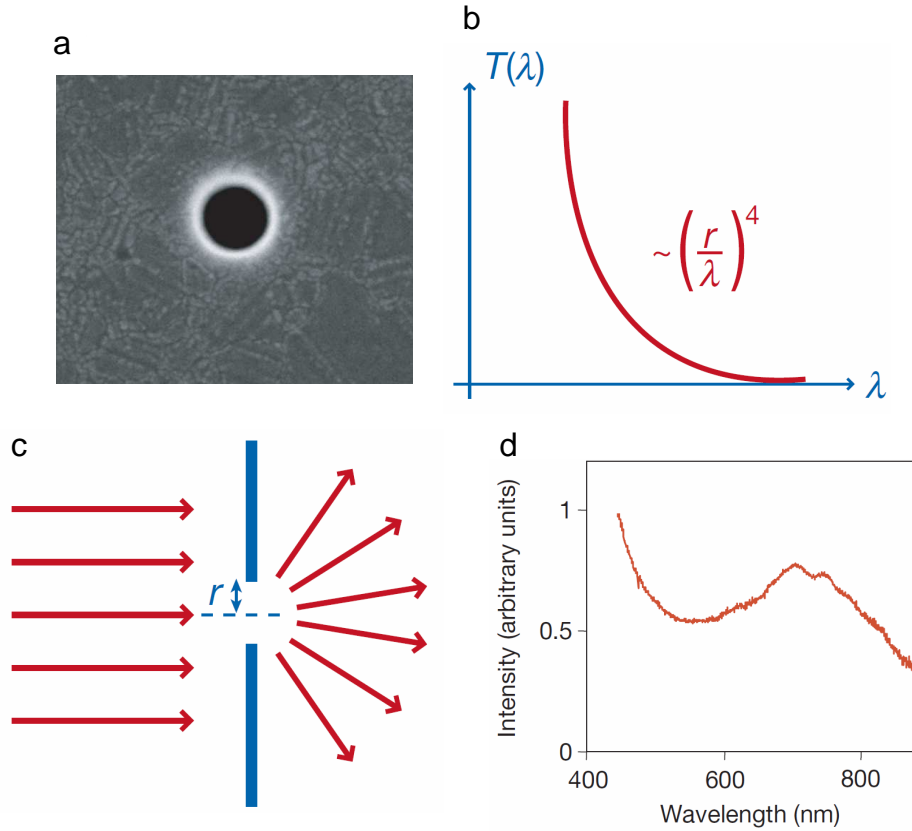 a
b
T(λ)
~ (r/λ)^4
λ
c
r
d
Intensity (arbitrary units)
1
0.5
0
400
600
800
Wavelength (nm)